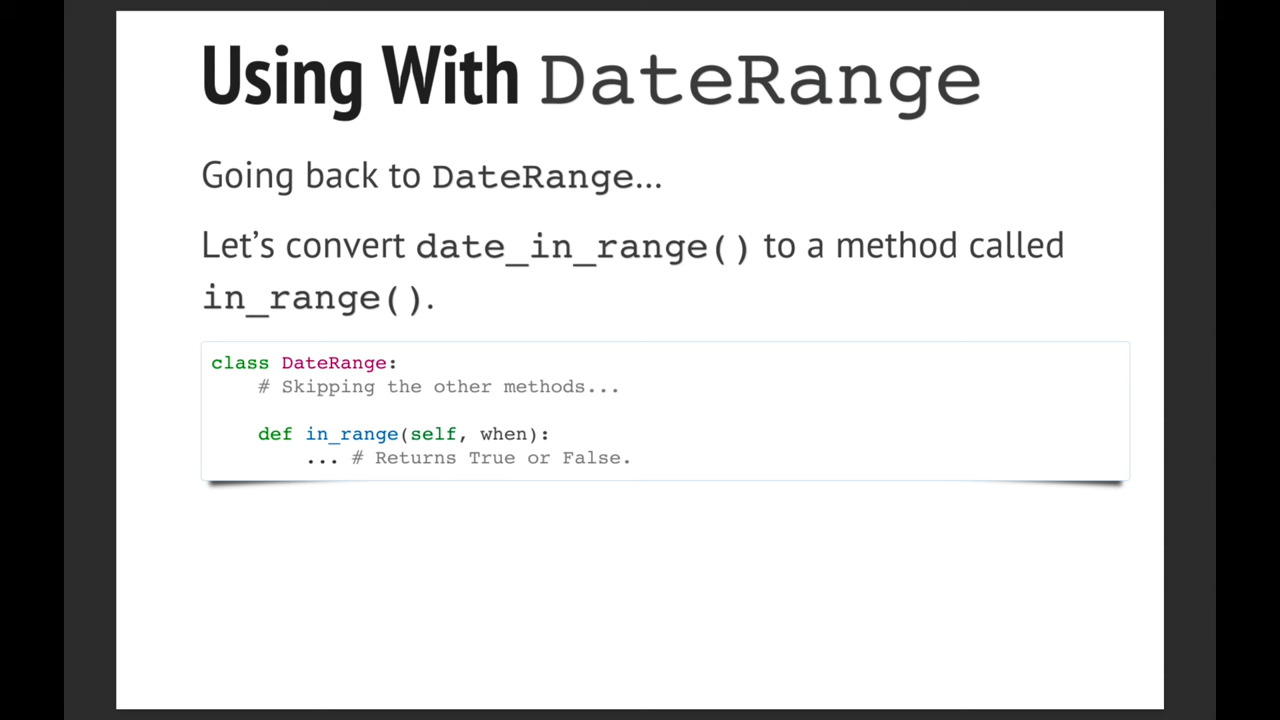 Using With DateRange
Going back to DateRange...
Let's convert date_in_range() to a method called
in_range().
class DateRange:
    # Skipping the other methods...
    def in_range(self, when):
        ... # Returns True or False.